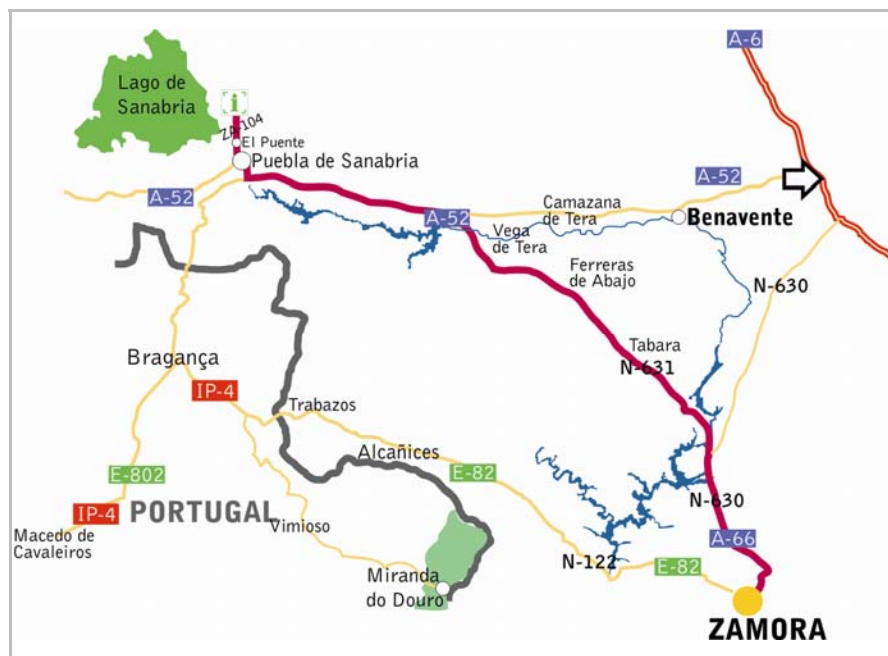 A-6
Lago de
Sanabria
i
ZA-104
El Puente
Puebla de Sanabria
A-52
A-52
A-52
Camazana
de Tera
Benavente
Vega
de Tera
Ferreras
de Abajo
N-630
Tabara
N-631
Bragança
IP-4
Trabazos
Alcañices
E-82
E-802
IP-4
PORTUGAL
Vimioso
N-630
Macedo de
Cavaleiros
A-66
N-122
E-82
Miranda
do Douro
ZAMORA